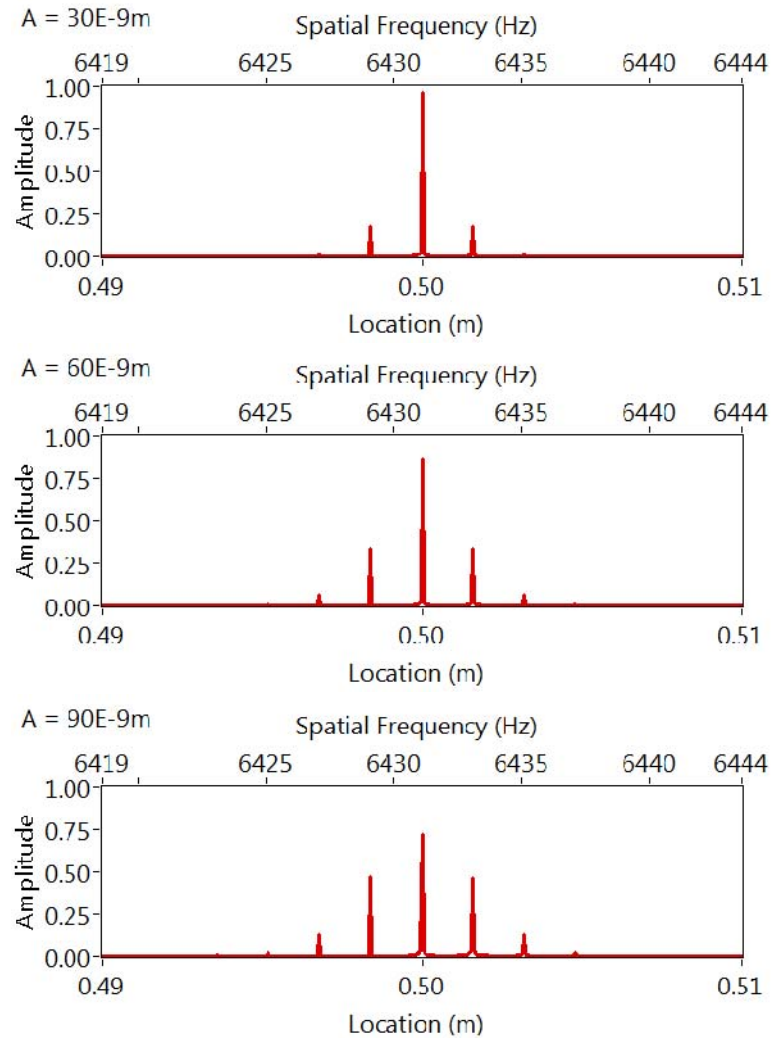 A = 30E-9m
Spatial Frequency (Hz)
6419 6425 6430 6435 6440 6444
1.00
0.75
0.50
0.25
0.00
Amplitude
0.49 0.50 0.51
Location (m)
A = 60E-9m
Spatial Frequency (Hz)
6419 6425 6430 6435 6440 6444
1.00
0.75
0.50
0.25
0.00
Amplitude
0.49 0.50 0.51
Location (m)
A = 90E-9m
Spatial Frequency (Hz)
6419 6425 6430 6435 6440 6444
1.00
0.75
0.50
0.25
0.00
Amplitude
0.49 0.50 0.51
Location (m)